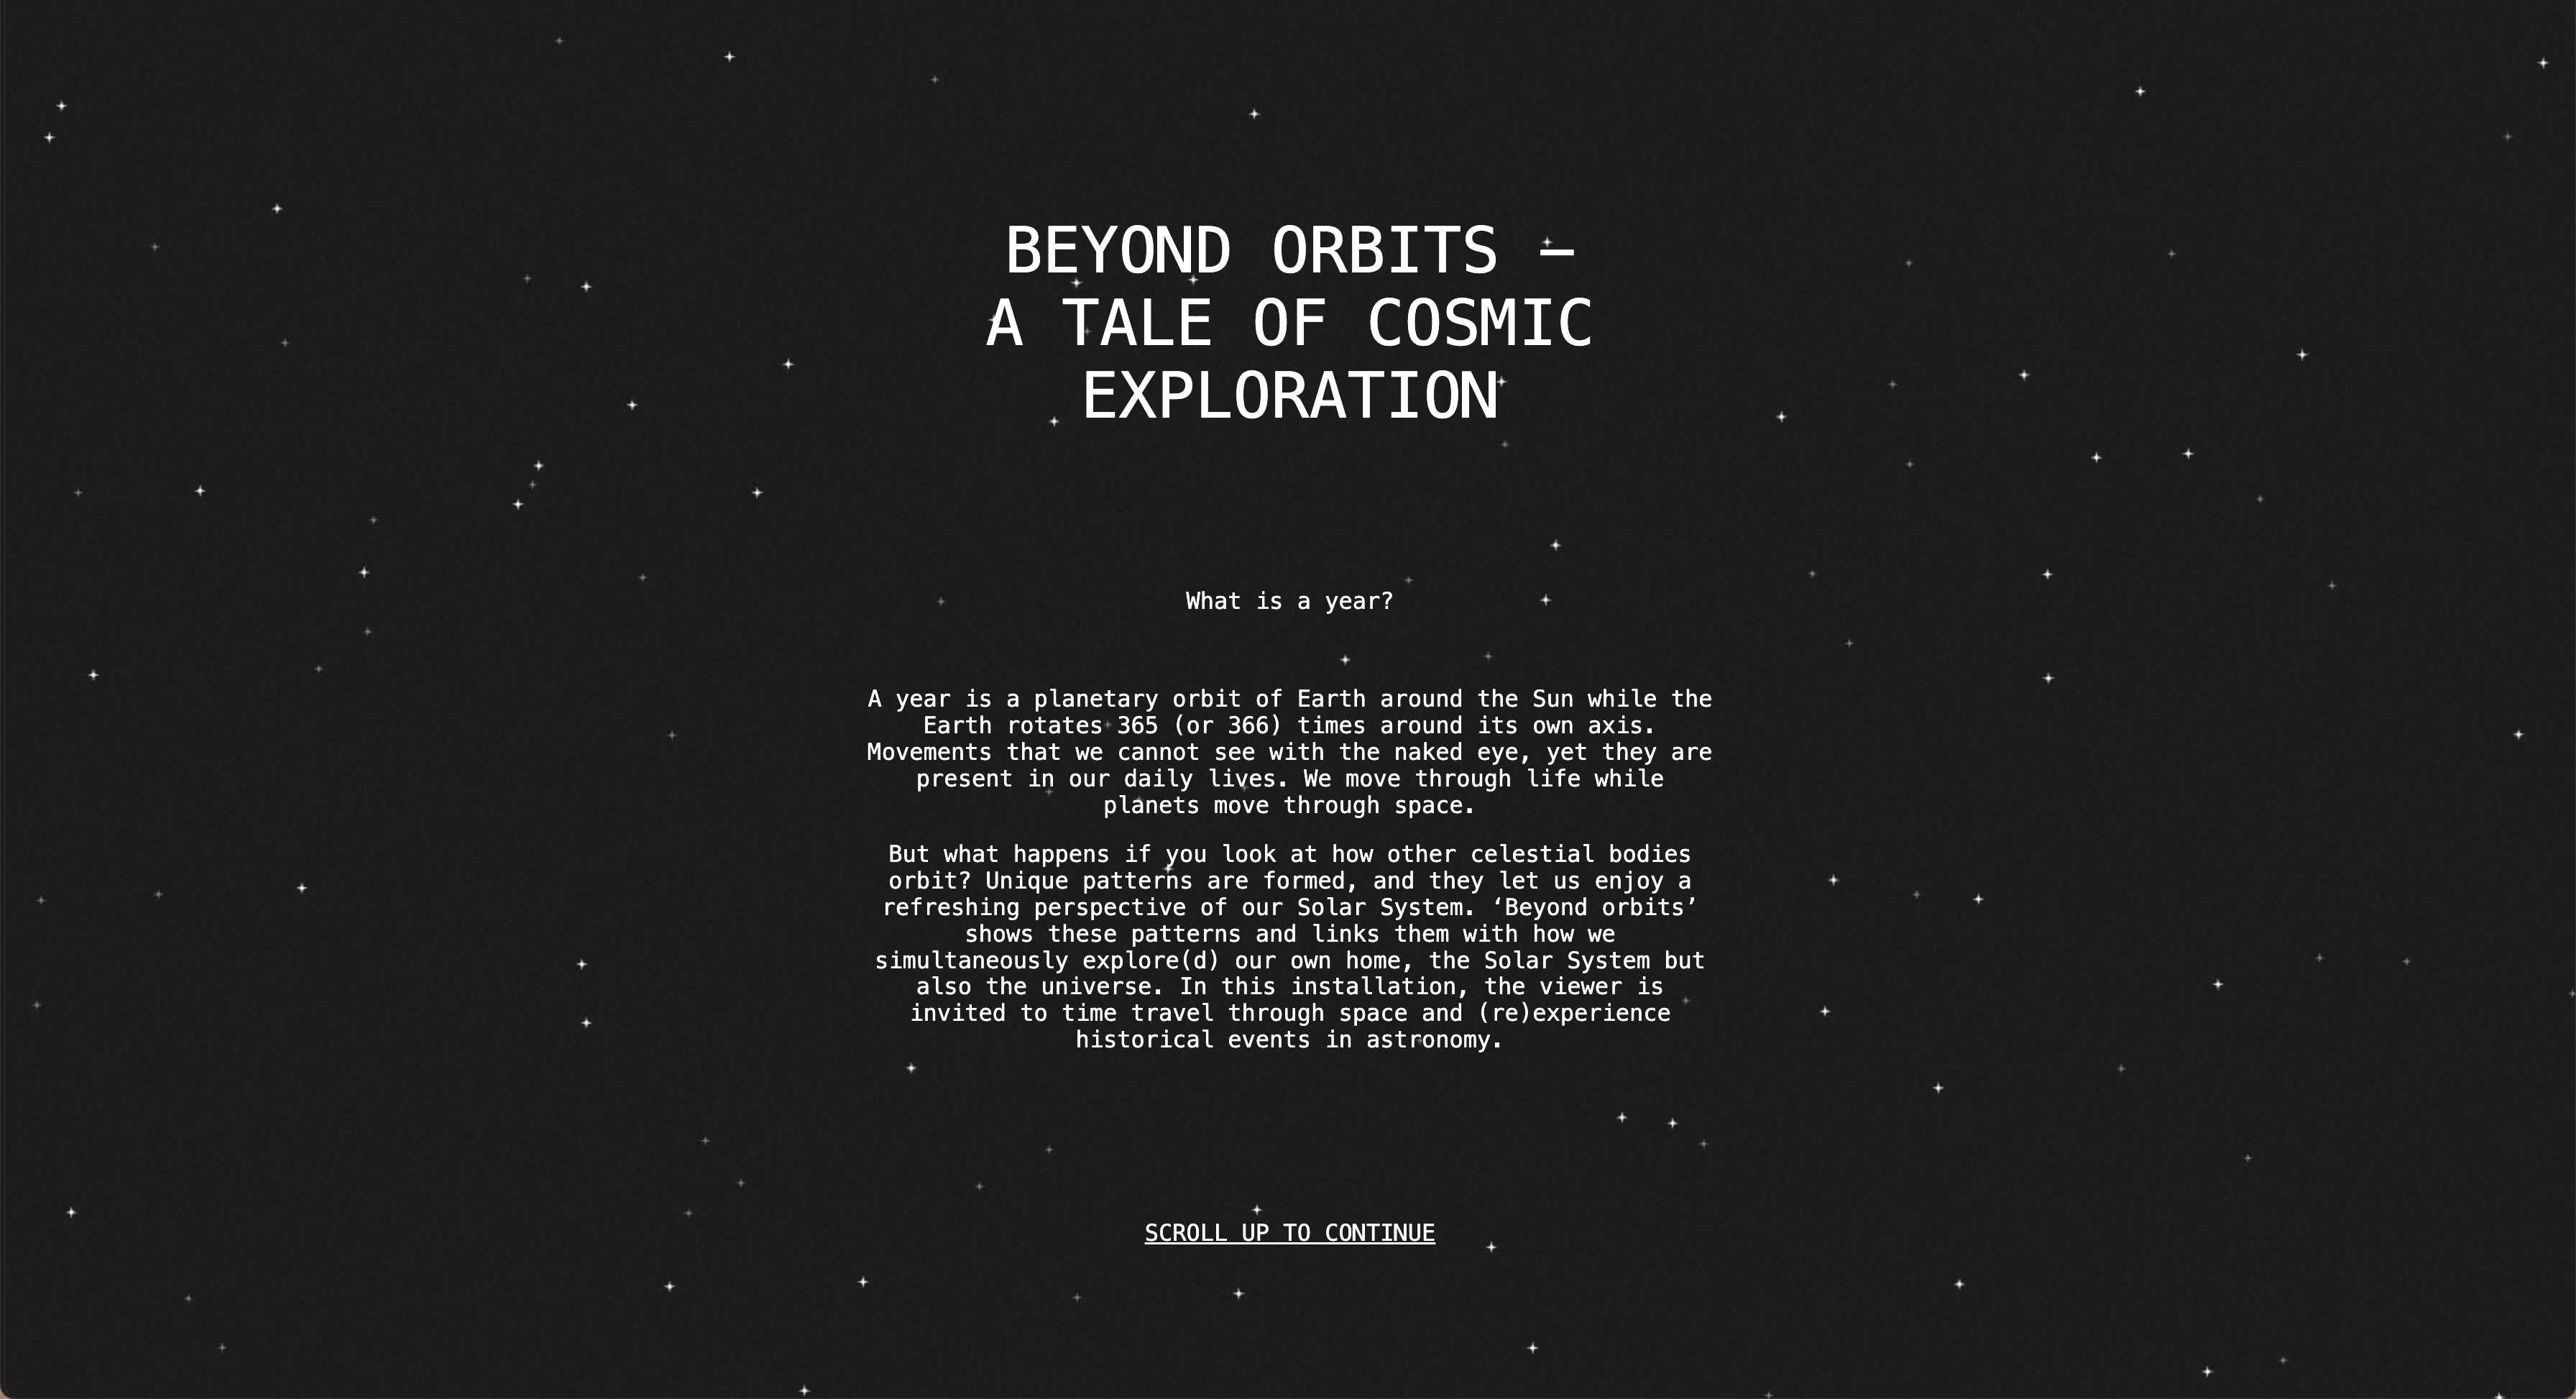 BEYOND ORBITS –
A TALE OF COSMIC
EXPLORATION
What is a year?
A year is a planetary orbit of Earth around the Sun while the
Earth rotates 365 (or 366) times around its own axis.
Movements that we cannot see with the naked eye, yet they are
present in our daily lives. We move through life while
planets move through space.
But what happens if you look at how other celestial bodies
orbit? Unique patterns are formed, and they let us enjoy a
refreshing perspective of our Solar System. ‘Beyond orbits’
shows these patterns and links them with how we
simultaneously explore(d) our own home, the Solar System but
also the universe. In this installation, the viewer is
invited to time travel through space and (re)experience
historical events in astronomy.
SCROLL UP TO CONTINUE